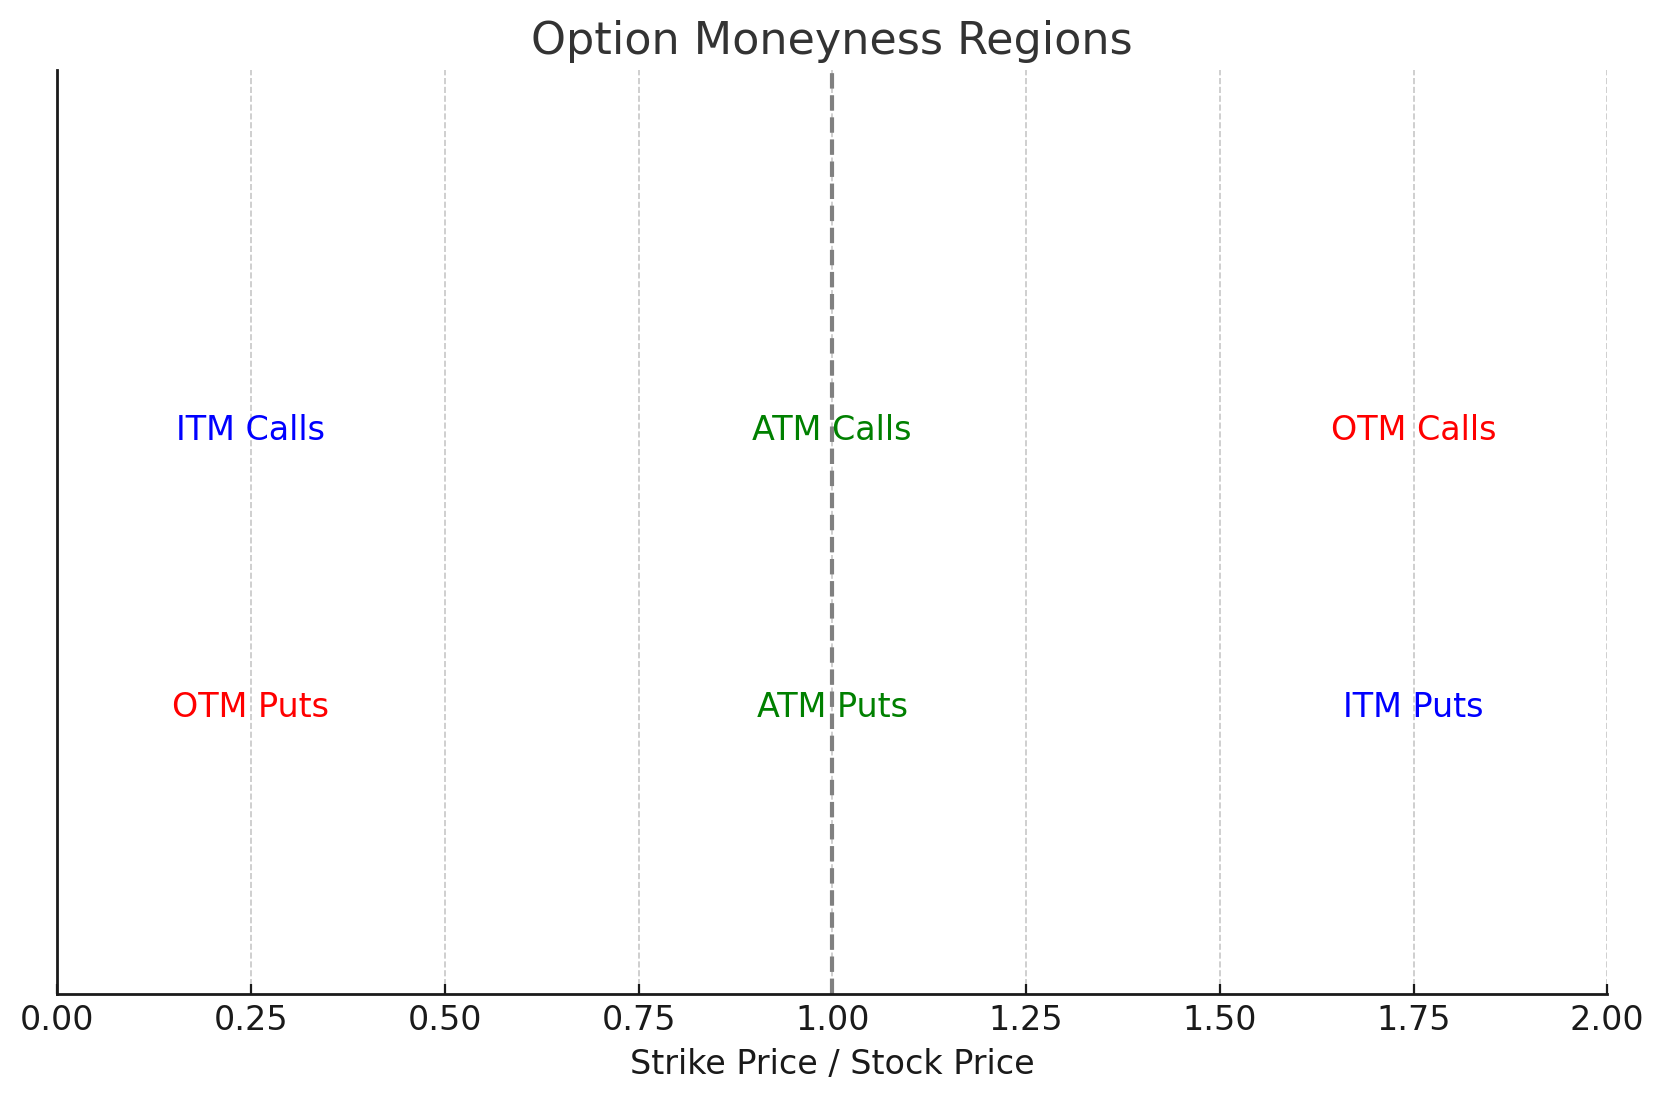 Option Moneyness Regions
ITM Calls ATM Calls OTM Calls
OTM Puts ATM Puts ITM Puts
0.00 0.25 0.50 0.75 1.00 1.25 1.50 1.75 2.00
Strike Price / Stock Price